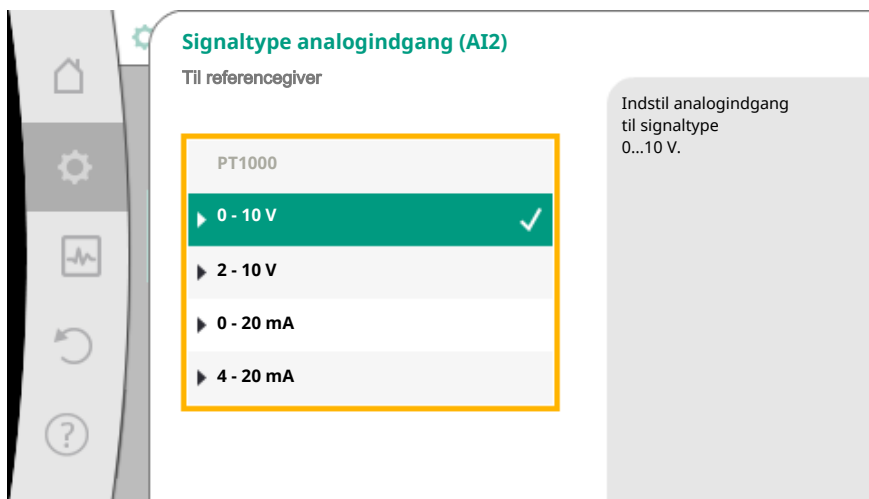 Signaltype analogindgang (AI2)
Til referencegiver
PT1000
0 - 10 V
2 - 10 V
0 - 20 mA
4 - 20 mA
Indstil analogindgang
til signaltype
0...10 V.
?